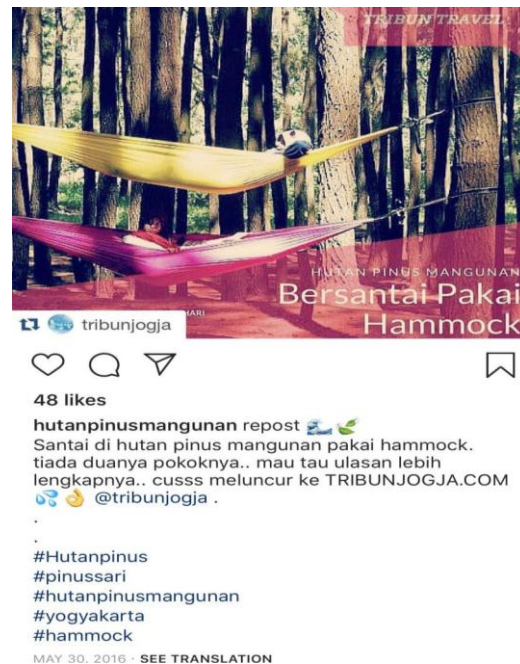 TRIBUN TRAVEL
HUTAN PINUS MANGUNAN
Bersantai Pakai
Hammock
HARI
tribunjogja
48 likes
hutanpinusmangunan repost 🌊🍃
Santai di hutan pinus mangunan pakai hammock.
tiada duanya pokoknya.. mau tau ulasan lebih
lengkapnya.. cusss meluncur ke TRIBUNJOGJA.COM
💦👌 @tribunjogja .
.
.
#Hutanpinus
#pinussari
#hutanpinusmangunan
#yogyakarta
#hammock
MAY 30, 2016 · SEE TRANSLATION